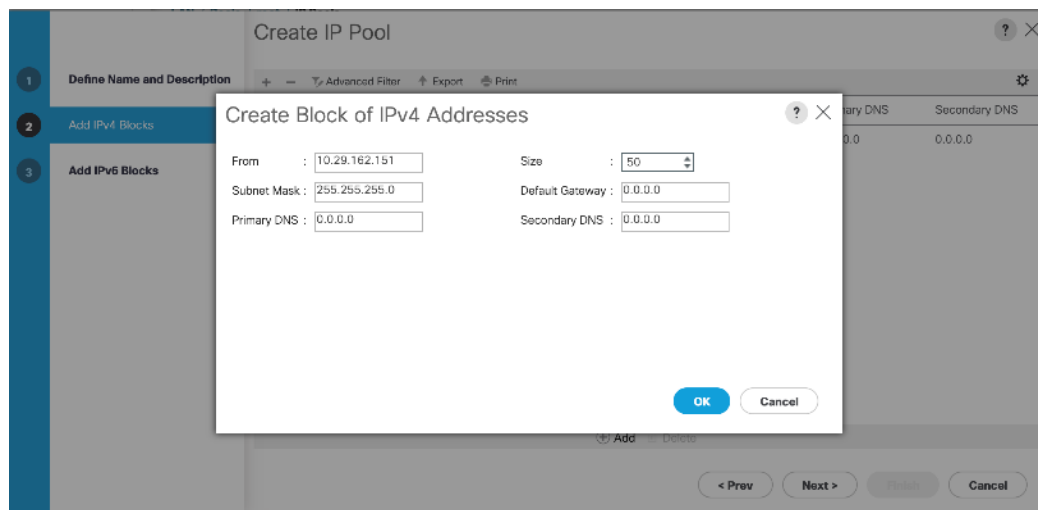 Create IP Pool
?
1 Define Name and Description
+ − Advanced Filter Export Print
2 Add IPv4 Blocks
DNS Secondary DNS
0.0.0.0
3 Add IPv6 Blocks
Create Block of IPv4 Addresses
?
From : 10.29.162.151 Size : 50
Subnet Mask : 255.255.255.0 Default Gateway : 0.0.0.0
Primary DNS : 0.0.0.0 Secondary DNS : 0.0.0.0
OK Cancel
Add Delete
< Prev Next > Finish Cancel